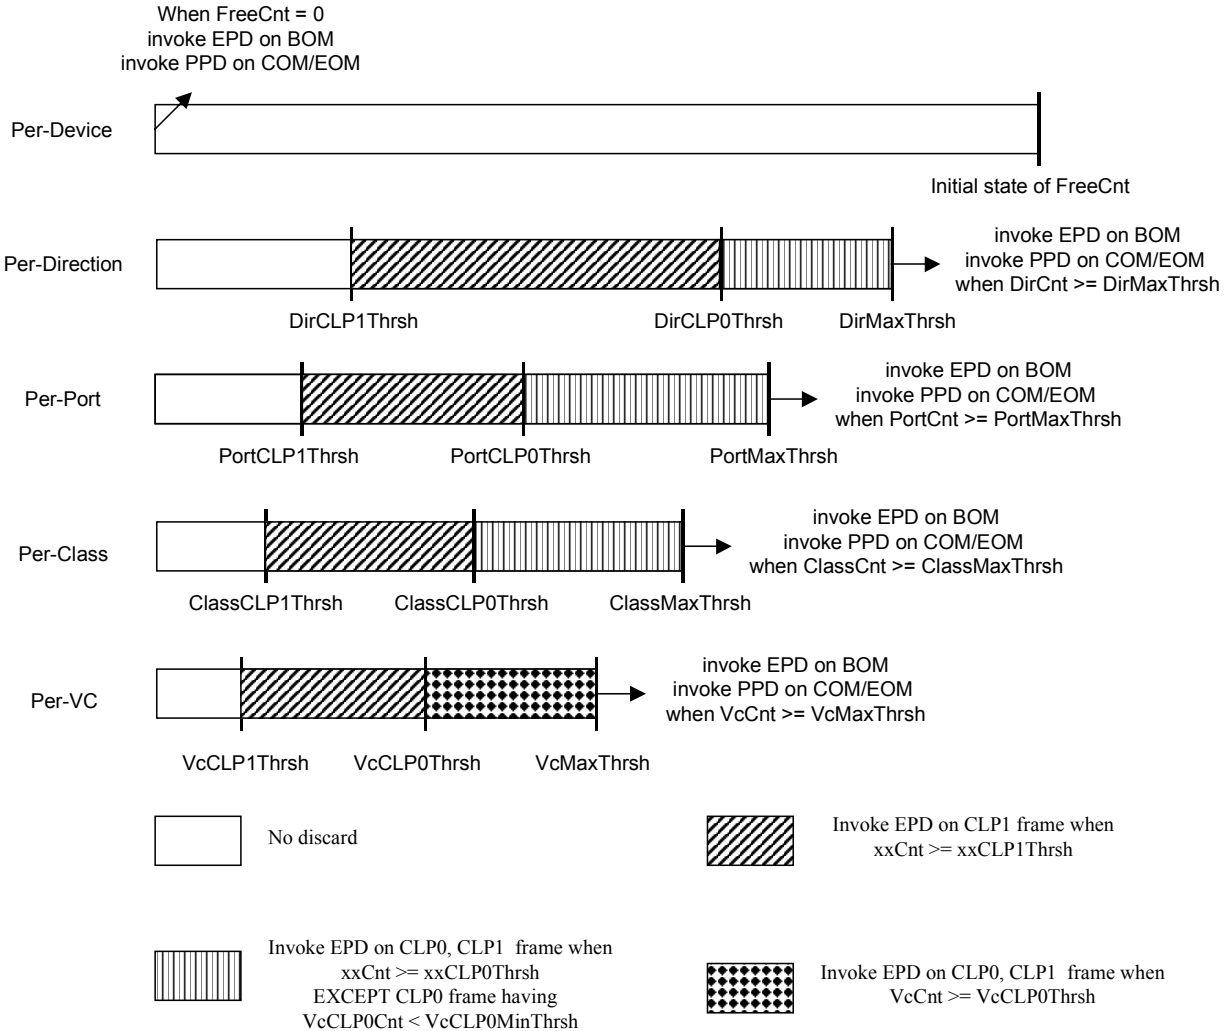 When FreeCnt = 0
invoke EPD on BOM
invoke PPD on COM/EOM
Per-Device
Initial state of FreeCnt
Per-Direction
invoke EPD on BOM
invoke PPD on COM/EOM
when DirCnt >= DirMaxThrsh
DirCLP1Thrsh
DirCLP0Thrsh
DirMaxThrsh
Per-Port
invoke EPD on BOM
invoke PPD on COM/EOM
when PortCnt >= PortMaxThrsh
PortCLP1Thrsh
PortCLP0Thrsh
PortMaxThrsh
Per-Class
invoke EPD on BOM
invoke PPD on COM/EOM
when ClassCnt >= ClassMaxThrsh
ClassCLP1Thrsh
ClassCLP0Thrsh
ClassMaxThrsh
Per-VC
invoke EPD on BOM
invoke PPD on COM/EOM
when VcCnt >= VcMaxThrsh
VcCLP1Thrsh
VcCLP0Thrsh
VcMaxThrsh
No discard
Invoke EPD on CLP1 frame when
xxCnt >= xxCLP1Thrsh
Invoke EPD on CLP0, CLP1 frame when
xxCnt >= xxCLP0Thrsh
EXCEPT CLP0 frame having
VcCLP0Cnt < VcCLP0MinThrsh
Invoke EPD on CLP0, CLP1 frame when
VcCnt >= VcCLP0Thrsh